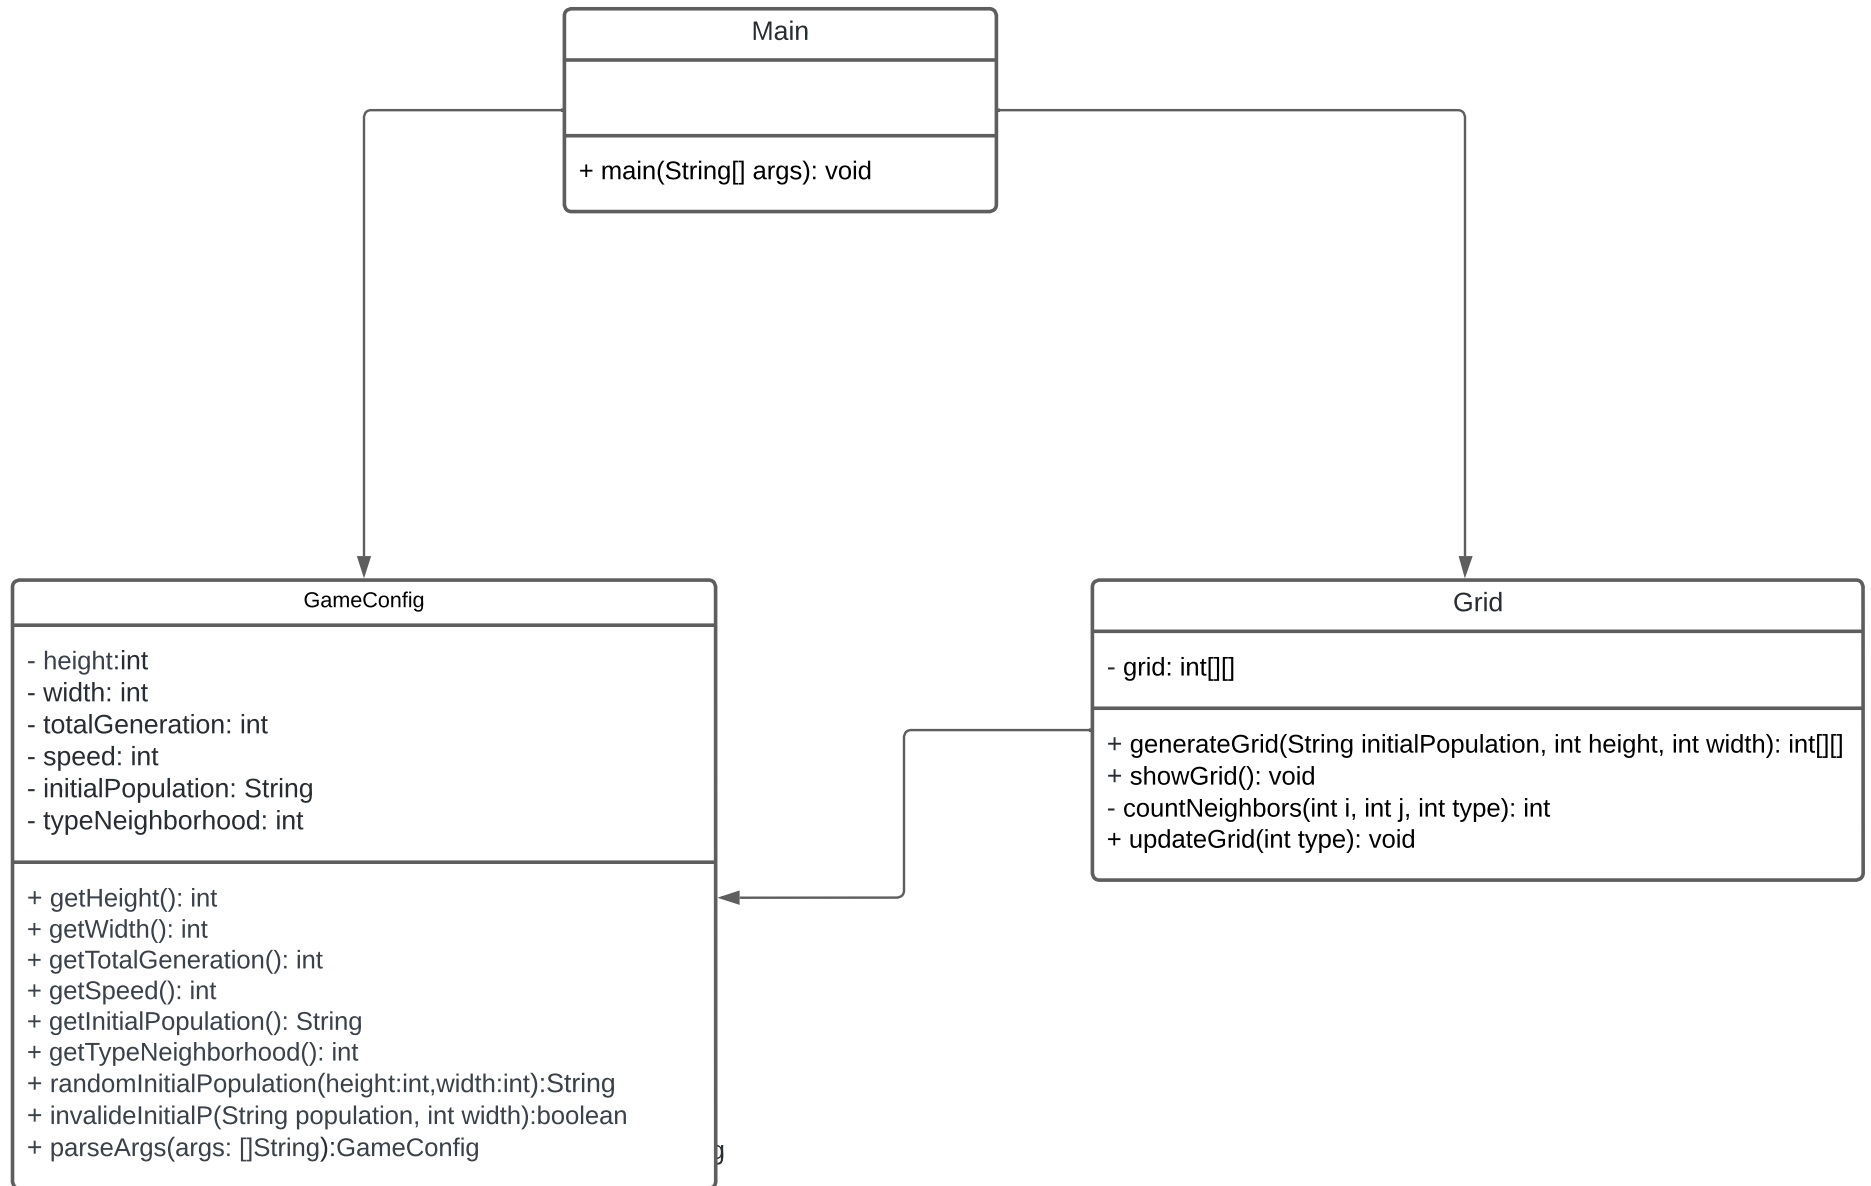 Main
+ main(String[] args): void
GameConfig
- height:int
- width: int
- totalGeneration: int
- speed: int
- initialPopulation: String
- typeNeighborhood: int
+ getHeight(): int
+ getWidth(): int
+ getTotalGeneration(): int
+ getSpeed(): int
+ getInitialPopulation(): String
+ getTypeNeighborhood(): int
+ randomInitialPopulation(height:int,width:int):String
+ invalideInitialP(String population, int width):boolean
+ parseArgs(args: []String):GameConfig
Grid
- grid: int[][]
+ generateGrid(String initialPopulation, int height, int width): int[][]
+ showGrid(): void
- countNeighbors(int i, int j, int type): int
+ updateGrid(int type): void